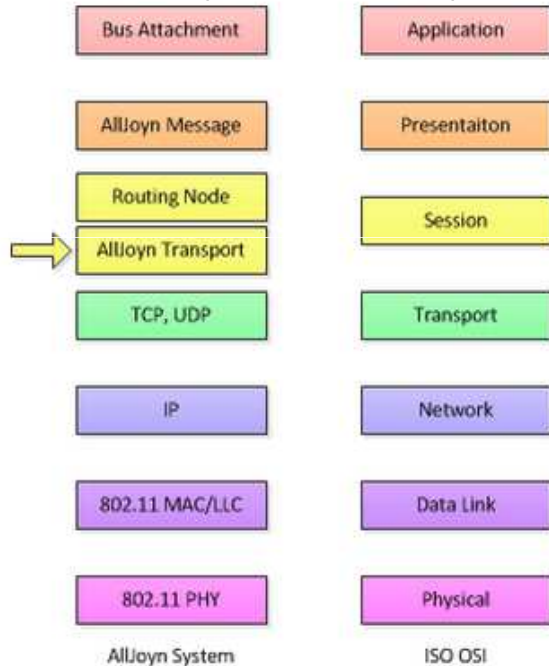 Bus Attachment
Application
AllJoyn Message
Presentaiton
Routing Node
Session
AllJoyn Transport
TCP, UDP
Transport
IP
Network
802.11 MAC/LLC
Data Link
802.11 PHY
Physical
AllJoyn System
ISO OSI